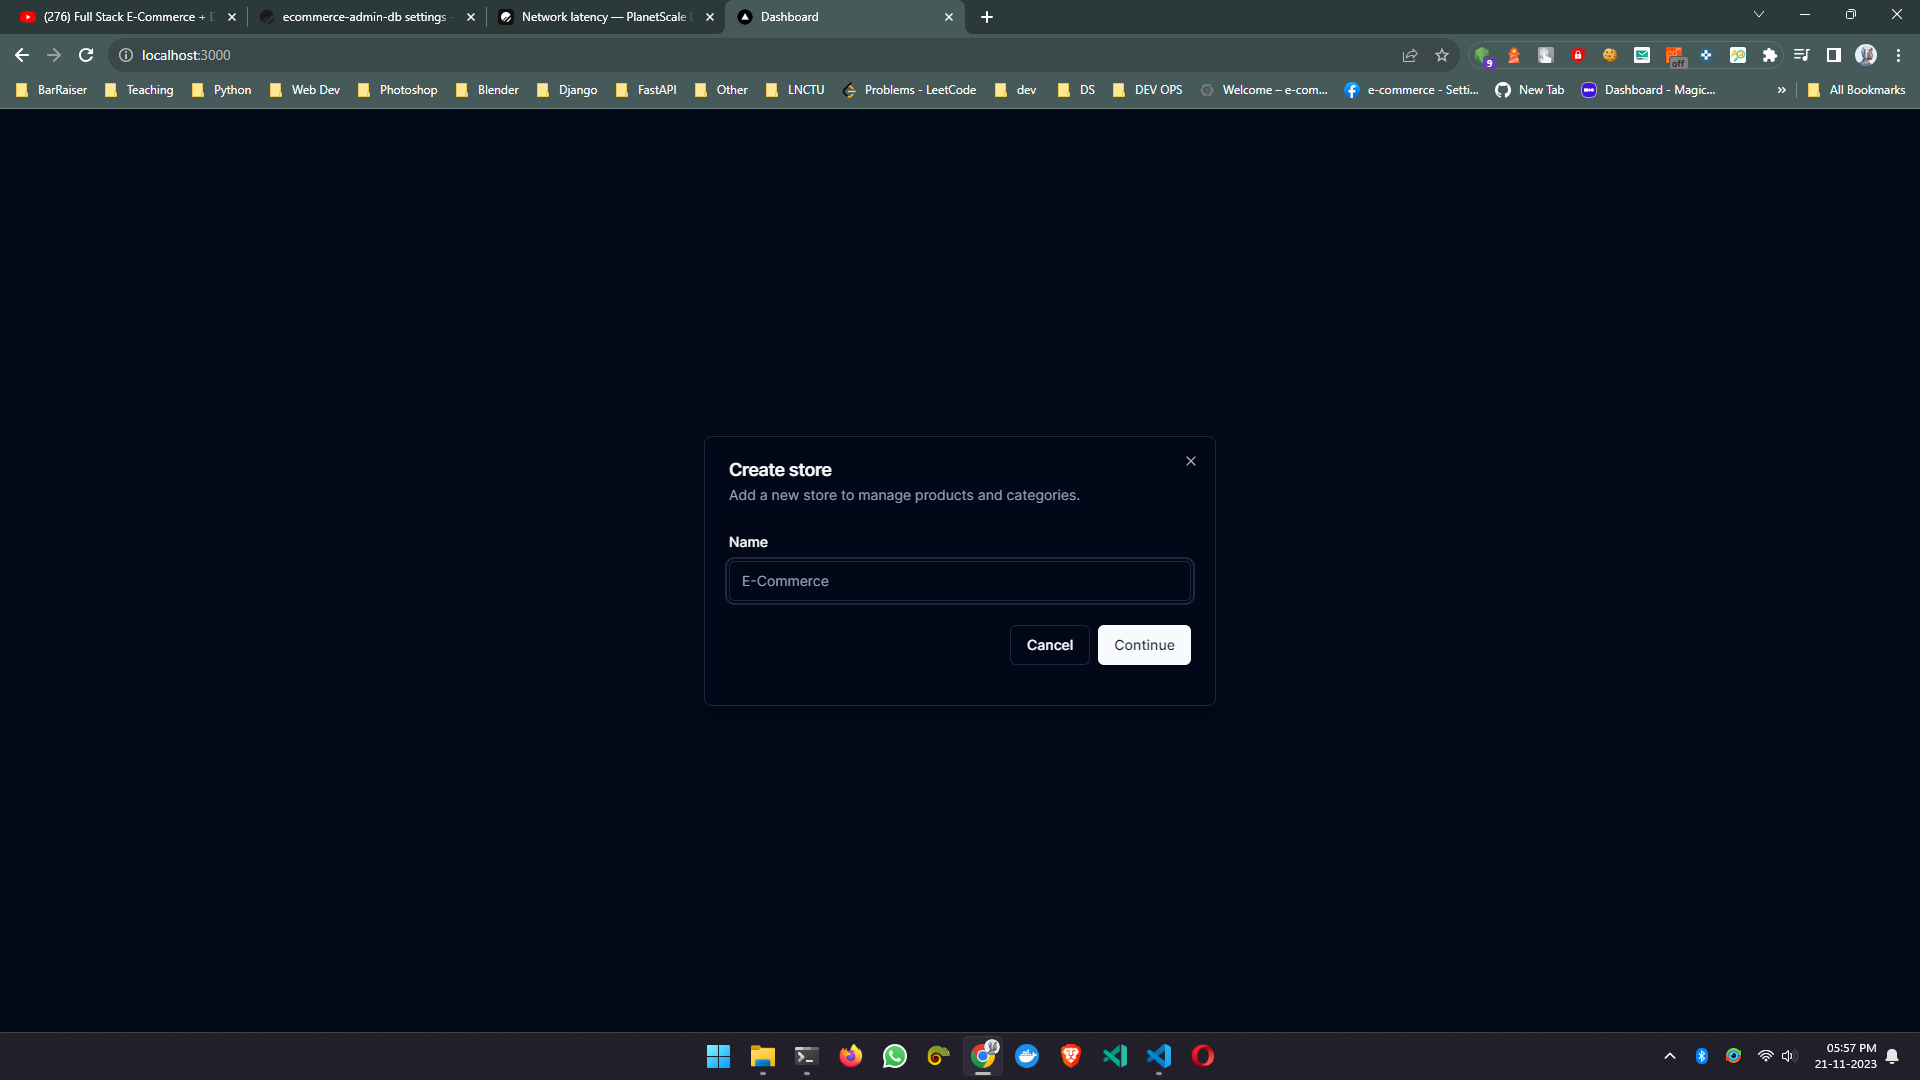 (276) Full Stack E-Commerce +
ecommerce-admin-db settings -
Network latency — PlanetScale
Dashboard
localhost:3000
9
off
BarRaiser
Teaching
Python
Web Dev
Photoshop
Blender
Django
FastAPI
Other
LNCTU
Problems - LeetCode
dev
DS
DEV OPS
Welcome – e-com...
e-commerce - Setti...
New Tab
Dashboard - Magic...
»
All Bookmarks
Create store
Add a new store to manage products and categories.
Name
E-Commerce
Cancel
Continue
05:57 PM
21-11-2023